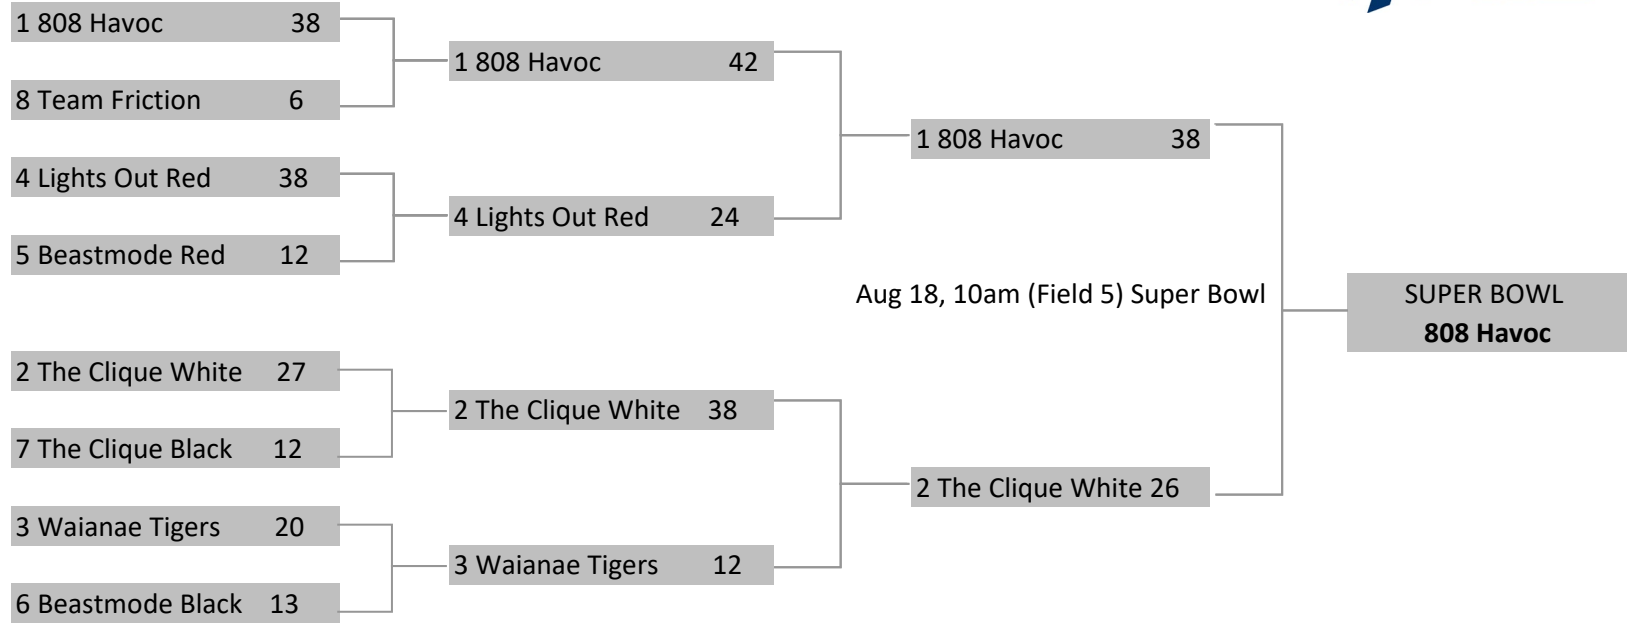 1 808 Havoc 38
8 Team Friction 6
4 Lights Out Red 38
5 Beastmode Red 12
2 The Clique White 27
7 The Clique Black 12
3 Waianae Tigers 20
6 Beastmode Black 13
1 808 Havoc 42
4 Lights Out Red 24
2 The Clique White 38
3 Waianae Tigers 12
1 808 Havoc 38
Aug 18, 10am (Field 5) Super Bowl
2 The Clique White 26
SUPER BOWL
808 Havoc